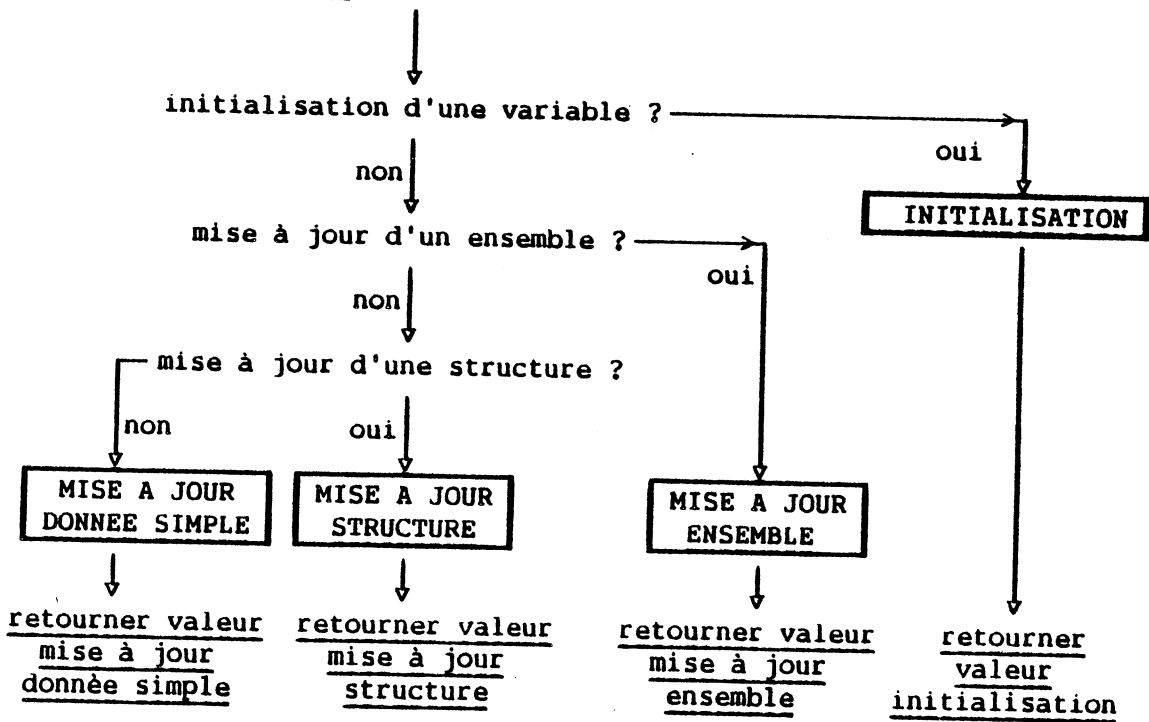 initialisation d'une variable ?
oui
non
INITIALISATION
mise à jour d'un ensemble ?
oui
non
mise à jour d'une structure ?
non
oui
MISE A JOUR
DONNEE SIMPLE
MISE A JOUR
STRUCTURE
MISE A JOUR
ENSEMBLE
retourner valeur
mise à jour
donnèe simple
retourner valeur
mise à jour
structure
retourner valeur
mise à jour
ensemble
retourner
valeur
initialisation